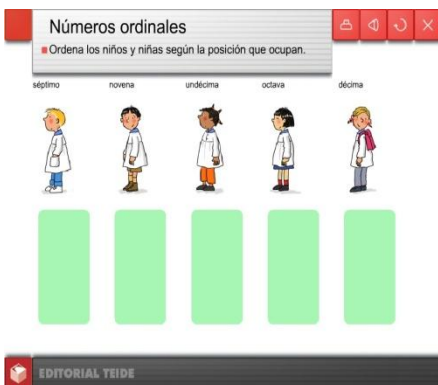 Números ordinales
Ordena los niños y niñas según la posición que ocupan.
séptimo novena undécima octava décima
EDITORIAL TEIDE